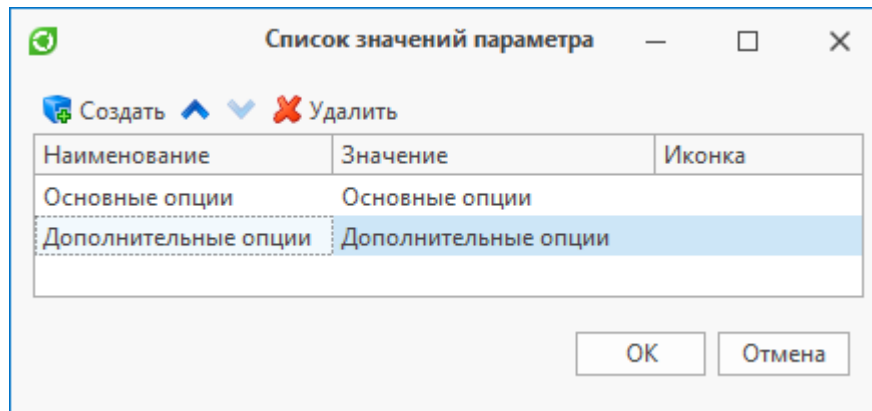 Список значений параметра
Создать Удалить
Наименование Значение Иконка
Основные опции Основные опции
Дополнительные опции Дополнительные опции
OK Отмена